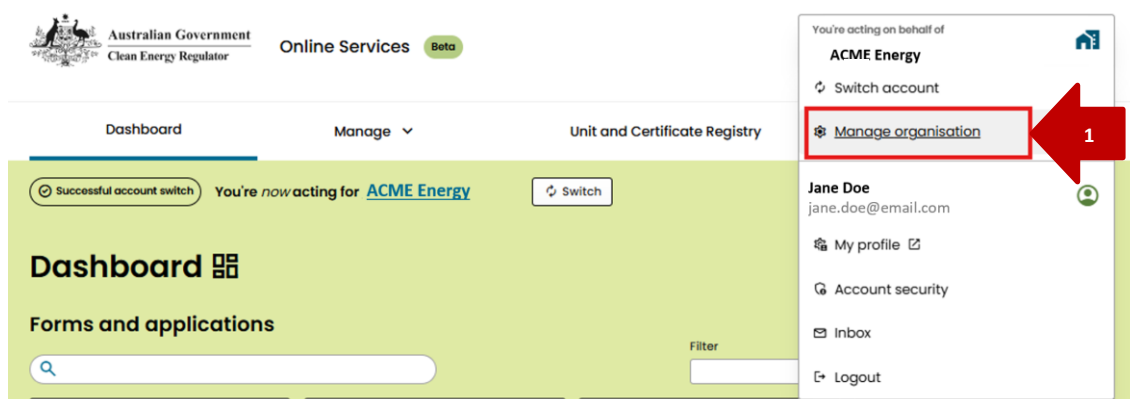 Australian Government
Clean Energy Regulator
Online Services Beta
You're acting on behalf of
ACME Energy
Switch account
Manage organisation
1
Dashboard
Manage
Unit and Certificate Registry
Successful account switch
You're now acting for ACME Energy
Switch
Jane Doe
jane.doe@email.com
My profile
Account security
Inbox
Logout
Dashboard
Forms and applications
Filter